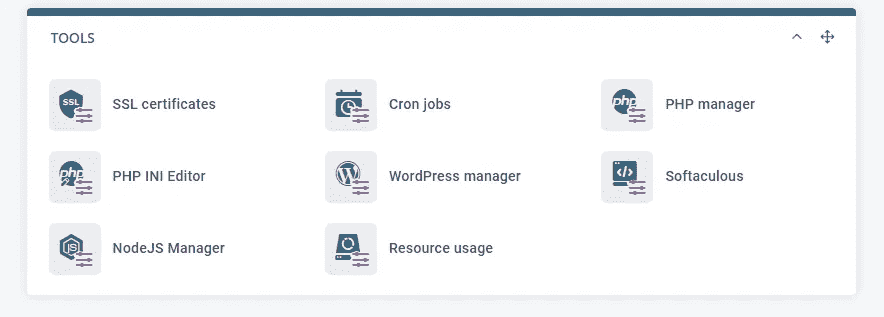 TOOLS
SSL SSL certificates
Cron jobs
php PHP manager
php PHP INI Editor
W WordPress manager
</> Softaculous
JS NodeJS Manager
Resource usage